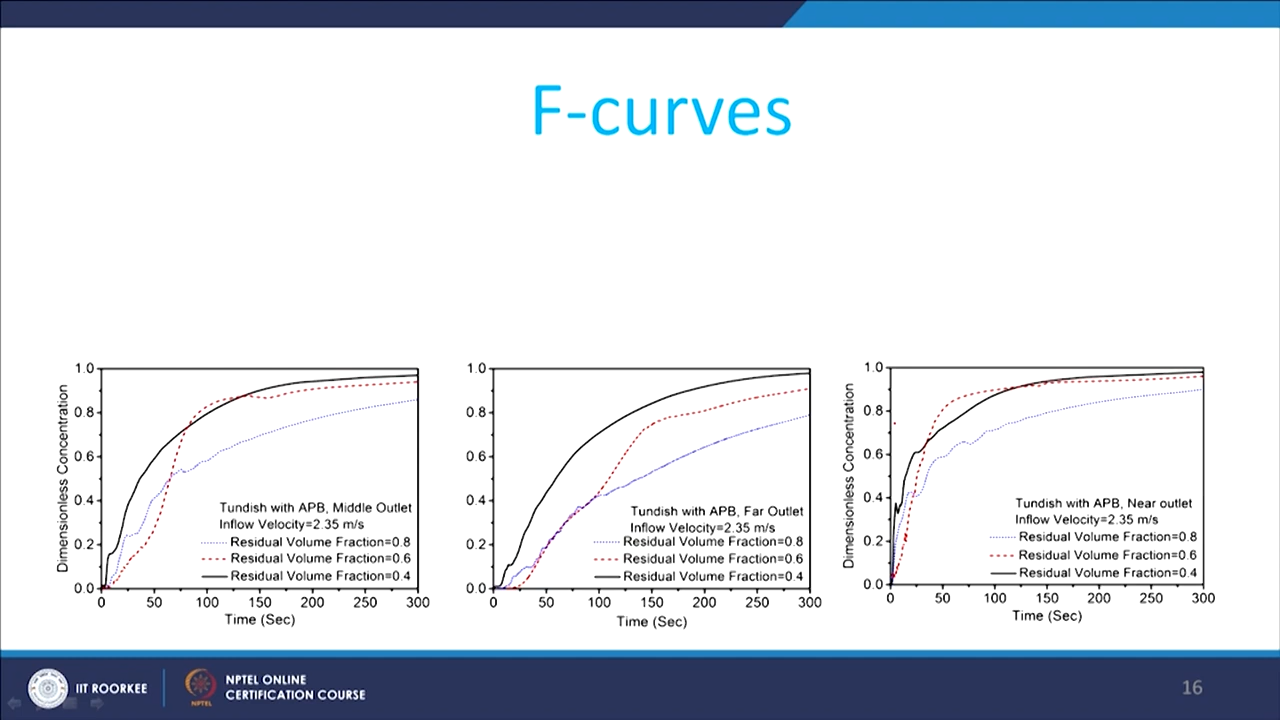 F-curves
Dimensionless Concentration
1.0
0.8
0.6
0.4
0.2
0.0
Tundish with APB, Middle Outlet
Inflow Velocity=2.35 m/s
Residual Volume Fraction=0.8
Residual Volume Fraction=0.6
Residual Volume Fraction=0.4
0 50 100 150 200 250 300
Time (Sec)
1.0
0.8
0.6
0.4
0.2
0.0
Tundish with APB, Far Outlet
Inflow Velocity=2.35 m/s
Residual Volume Fraction=0.8
Residual Volume Fraction=0.6
Residual Volume Fraction=0.4
0 50 100 150 200 250 300
Time (Sec)
Dimensionless Concentration
1.0
0.8
0.6
0.4
0.2
0.0
Tundish with APB, Near outlet
Inflow Velocity=2.35 m/s
Residual Volume Fraction=0.8
Residual Volume Fraction=0.6
Residual Volume Fraction=0.4
0 50 100 150 200 250 300
Time (Sec)
IIT ROORKEE
NPTEL
NPTEL ONLINE
CERTIFICATION COURSE
16